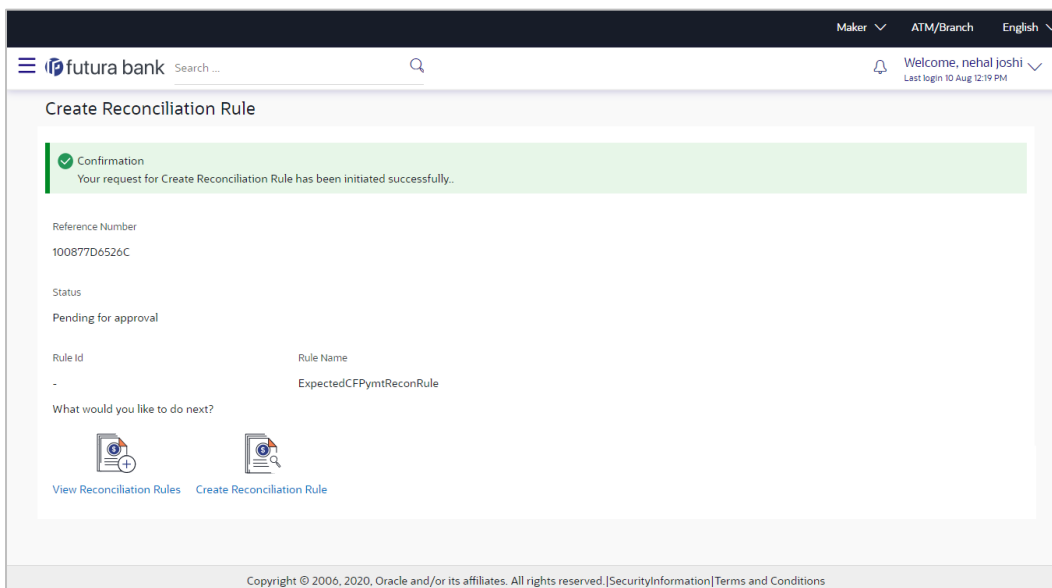 Maker ATM/Branch English
futura bank Search ... Welcome, nehal joshi
Last login 10 Aug 12:19 PM
Create Reconciliation Rule
Confirmation
Your request for Create Reconciliation Rule has been initiated successfully..
Reference Number
100877D6526C
Status
Pending for approval
Rule Id Rule Name
- ExpectedCFPymtReconRule
What would you like to do next?
View Reconciliation Rules Create Reconciliation Rule
Copyright © 2006, 2020, Oracle and/or its affiliates. All rights reserved.|SecurityInformation|Terms and Conditions